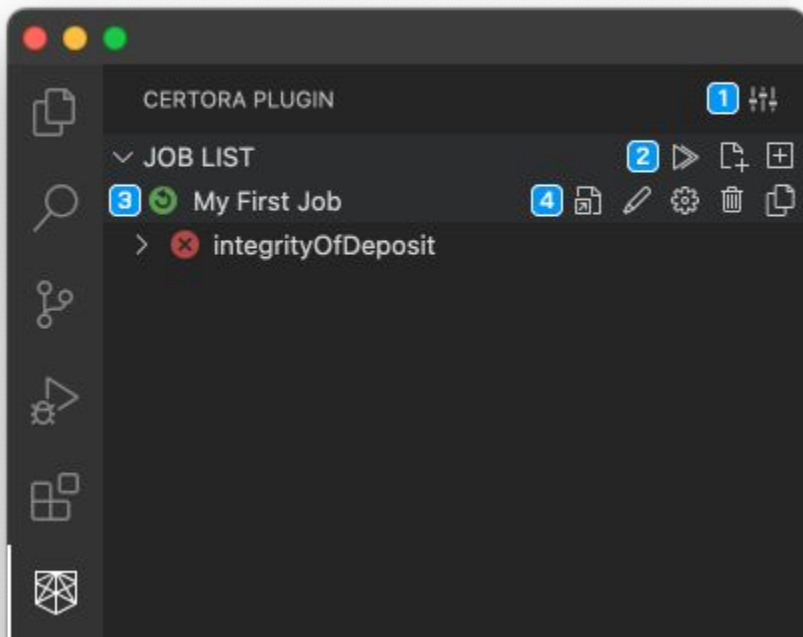 CERTORA PLUGIN 1
JOB LIST 2
3 My First Job 4
integrityOfDeposit